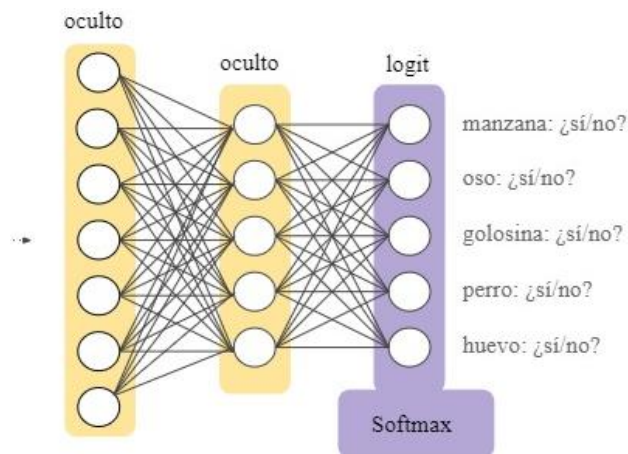 oculto
oculto
logit
manzana: ¿sí/no?
oso: ¿sí/no?
golosina: ¿sí/no?
perro: ¿sí/no?
huevo: ¿sí/no?
Softmax